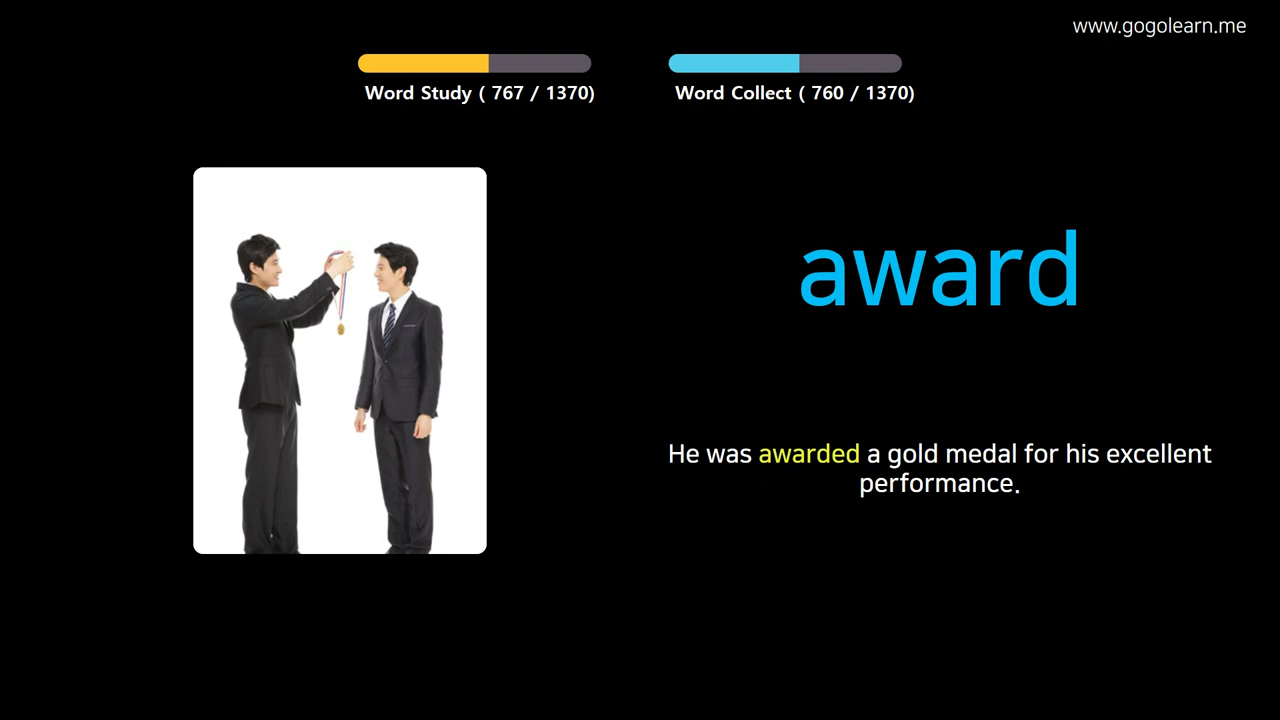 www.gogolearn.me
Word Study ( 767 / 1370)
Word Collect ( 760 / 1370)
award
He was awarded a gold medal for his excellent
performance.